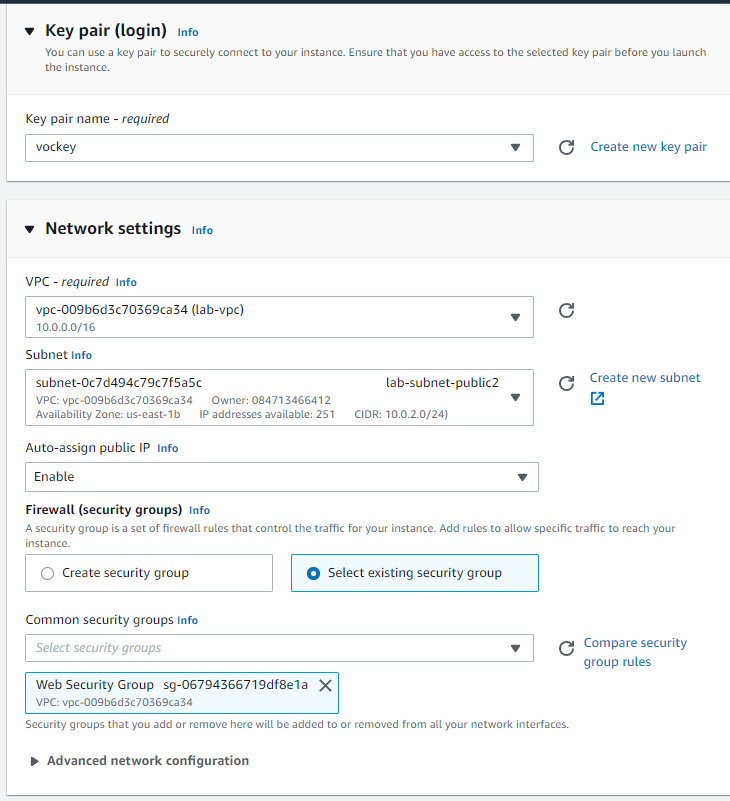 Key pair (login) Info
You can use a key pair to securely connect to your instance. Ensure that you have access to the selected key pair before you launch
the instance.
Key pair name - required
vockey
Create new key pair
Network settings Info
VPC - required Info
vpc-009b6d3c70369ca34 (lab-vpc)
10.0.0.0/16
Subnet Info
subnet-0c7d494c79c7f5a5c lab-subnet-public2
VPC: vpc-009b6d3c70369ca34 Owner: 084713466412
Availability Zone: us-east-1b IP addresses available: 251 CIDR: 10.0.2.0/24)
Create new subnet
Auto-assign public IP Info
Enable
Firewall (security groups) Info
A security group is a set of firewall rules that control the traffic for your instance. Add rules to allow specific traffic to reach your
instance.
Create security group
Select existing security group
Common security groups Info
Select security groups
Compare security
group rules
Web Security Group sg-06794366719df8e1a
VPC: vpc-009b6d3c70369ca34
Security groups that you add or remove here will be added to or removed from all your network interfaces.
Advanced network configuration